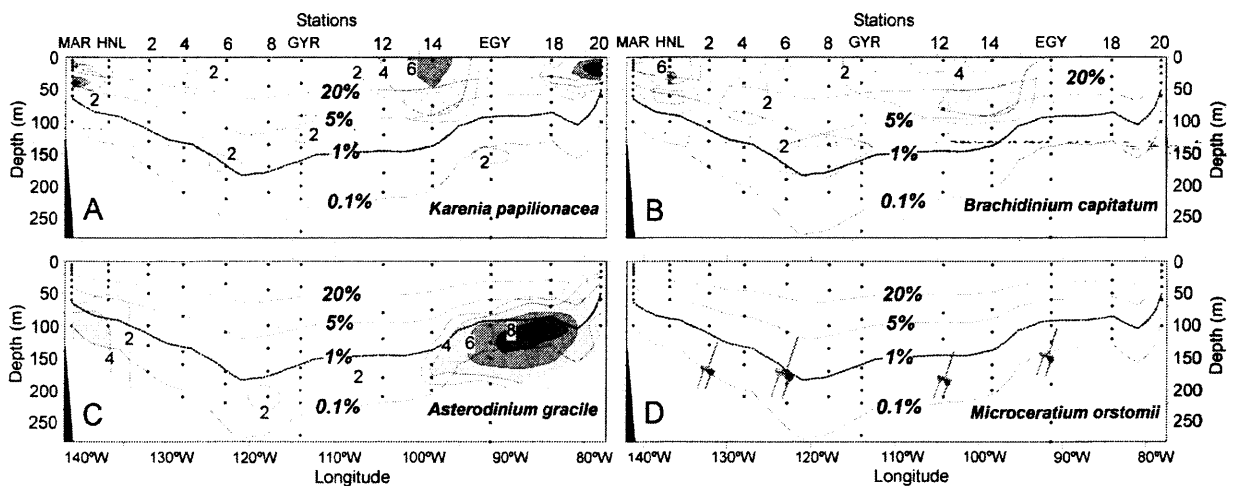 Stations Stations
MAR HNL 2 4 6 8 GYR 12 14 EGY 18 20 MAR HNL 2 4 6 8 GYR 12 14 EGY 18 20
0 2 4 6 6 2 4 20% 0
50 2 20% 2 50
100 5% 5% 100
150 2 2 1% 2 2 1% 150
200 0.1% 0.1% 200
250 250
Depth (m) Depth (m)
A Karenia papilionacea B Brachidinium capitatum
0 0
50 20% 20% 50
100 5% 8 5% 100
150 4 2 1% 4 6 1% 150
200 2 0.1% 0.1% 200
250 2 250
Depth (m) Depth (m)
C Asterodinium gracile D Microceratium orstomii
140°W 130°W 120°W 110°W 100°W 90°W 80°W 140°W 130°W 120°W 110°W 100°W 90°W 80°W
Longitude Longitude